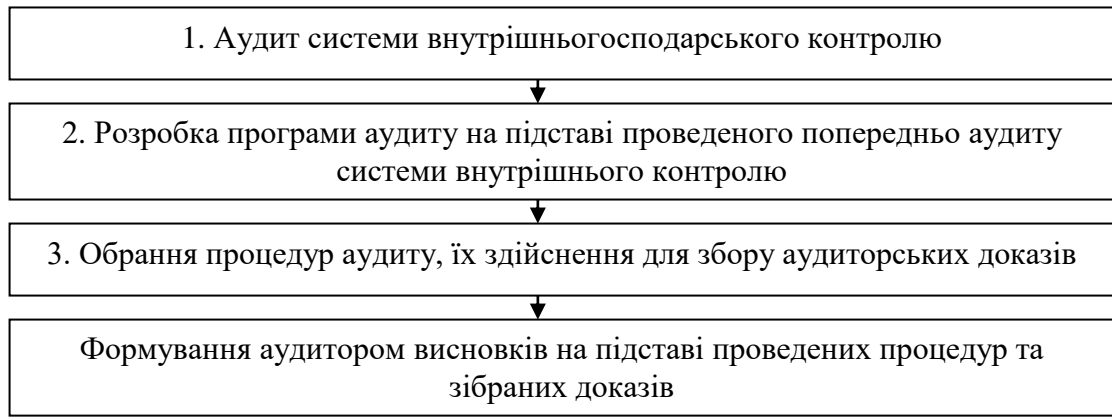 1. Аудит системи внутрішньогосподарського контролю
2. Розробка програми аудиту на підставі проведеного попередньо аудиту
системи внутрішнього контролю
3. Обрання процедур аудиту, їх здійснення для збору аудиторських доказів
Формування аудитором висновків на підставі проведених процедур та
зібраних доказів